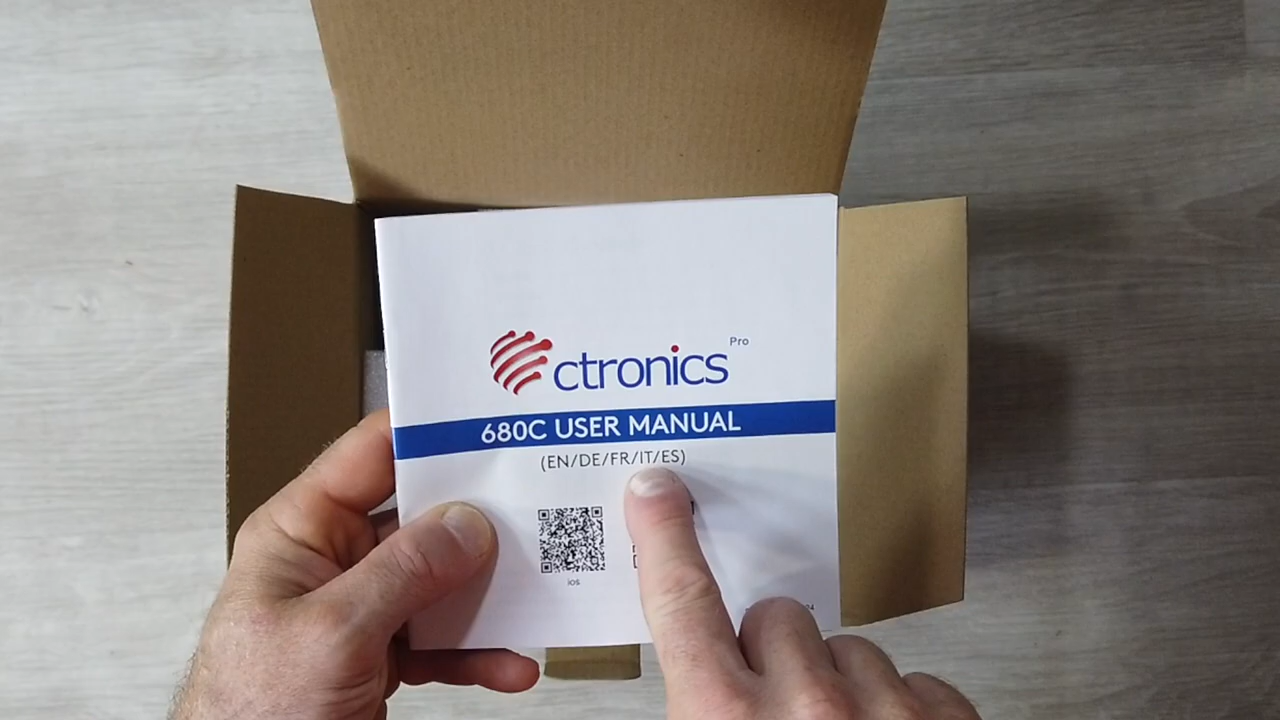 Pro
ctronics
680C USER MANUAL
(EN/DE/FR/IT/ES)
ios